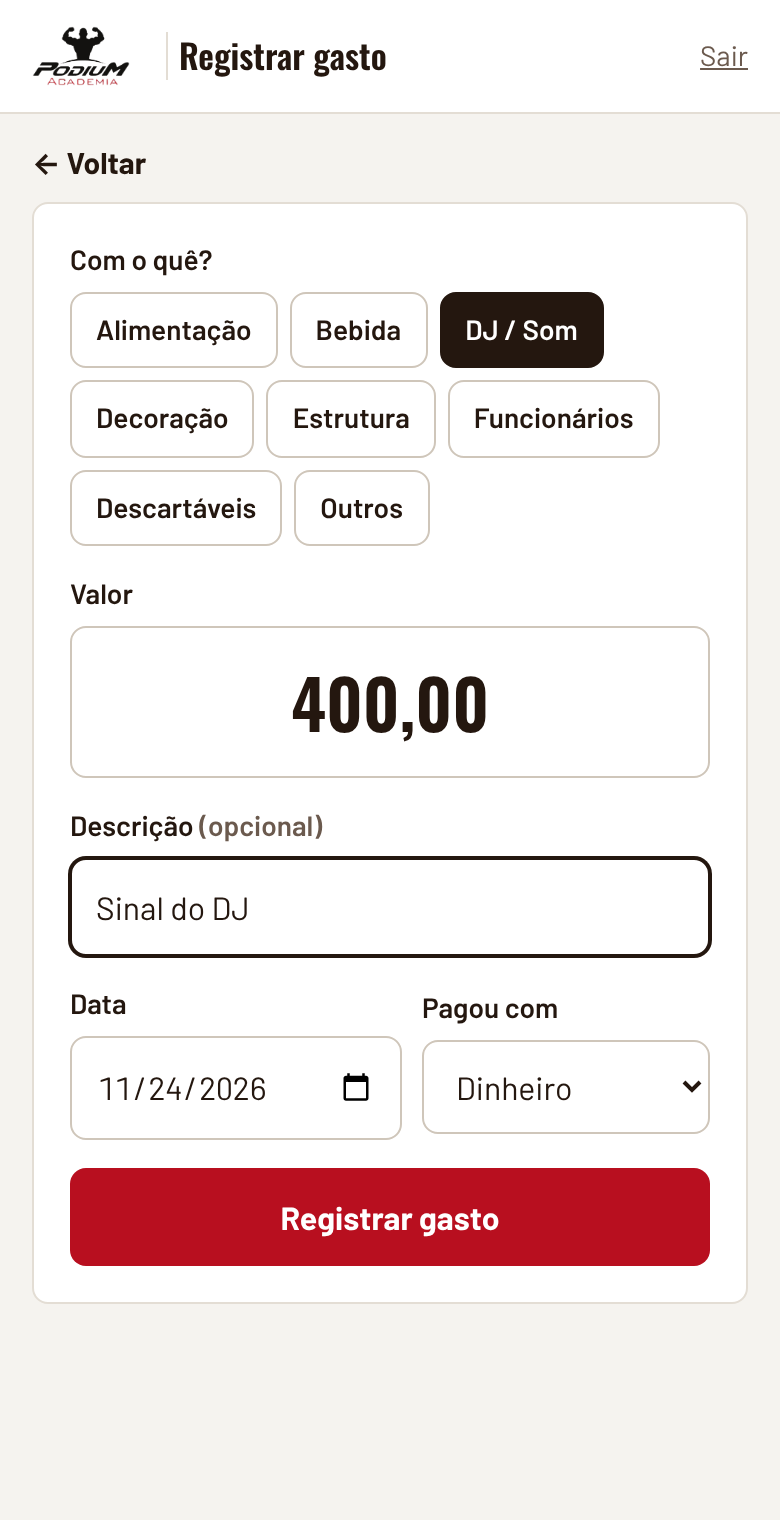 PODIUM
ACADEMIA
Registrar gasto
Sair
← Voltar
Com o quê?
Alimentação
Bebida
DJ / Som
Decoração
Estrutura
Funcionários
Descartáveis
Outros
Valor
400,00
Descrição (opcional)
Sinal do DJ
Data
Pagou com
11/24/2026
Dinheiro
Registrar gasto